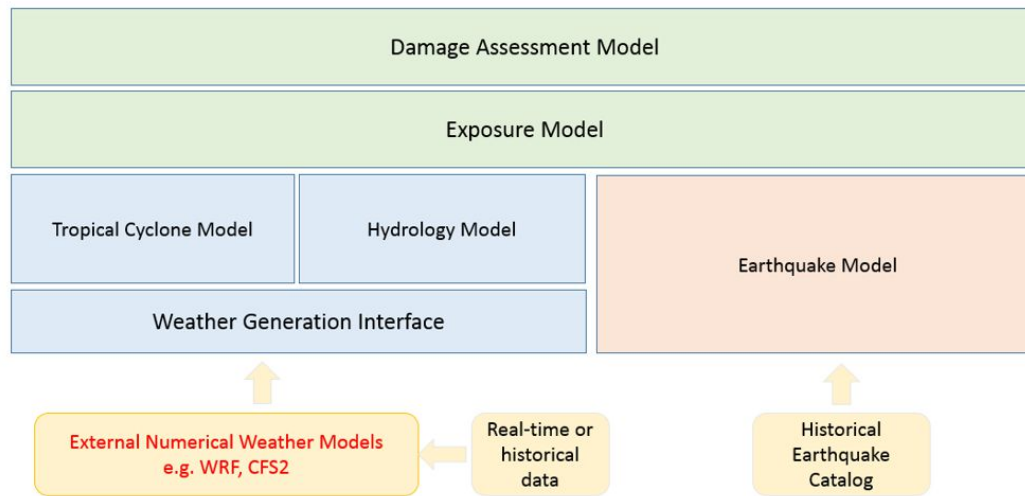 Damage Assessment Model
Exposure Model
Tropical Cyclone Model
Hydrology Model
Earthquake Model
Weather Generation Interface
External Numerical Weather Models
e.g. WRF, CFS2
Real-time or
historical
data
Historical
Earthquake
Catalog